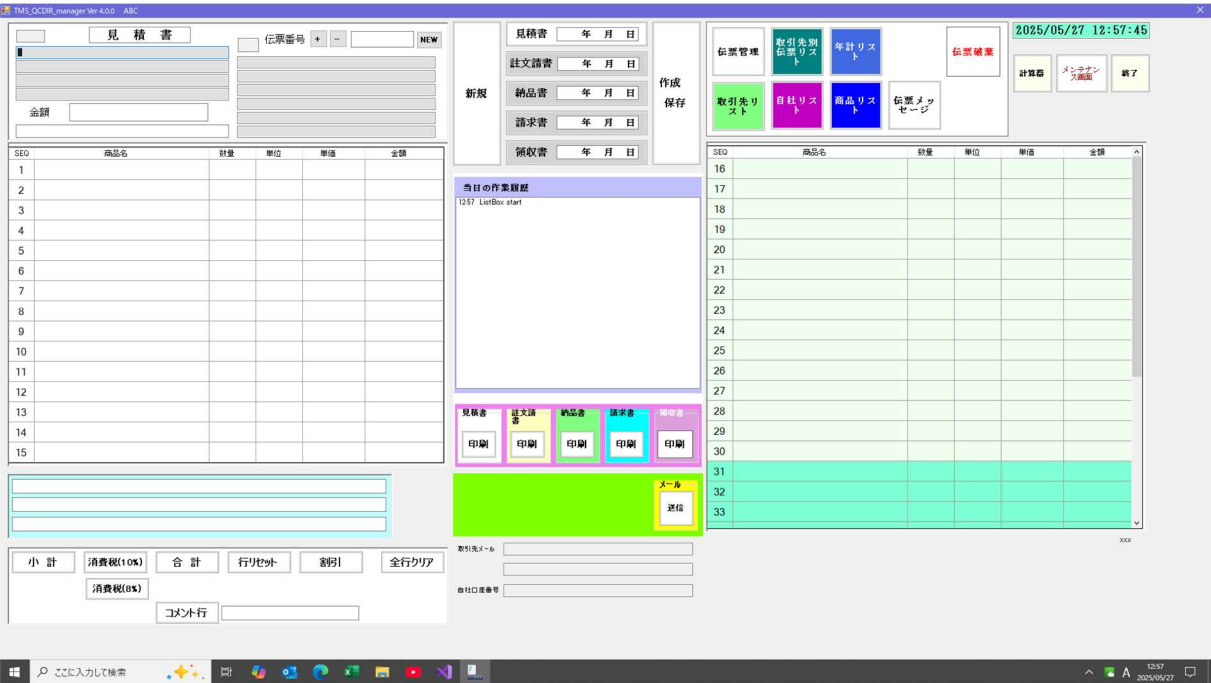 TMS_QCDIR_manager Ver 4.0.0 ABC
見 積 書
伝票番号 + - NEW
金額
SEQ 商品名 数量 単位 単価 金額
1
2
3
4
5
6
7
8
9
10
11
12
13
14
15
小 計 消費税(10%) 合 計 行リセット 割引 全行クリア
消費税(8%)
コメント行
新規
見積書 年 月 日
註文請書 年 月 日
納品書 年 月 日
請求書 年 月 日
領収書 年 月 日
作成
保存
当日の作業履歴
12:57 ListBox start
見積書 註文請
書 納品書 請求書 領収書
印刷 印刷 印刷 印刷 印刷
メール
送信
取引先メール
自社口座番号
伝票管理
取引先別
伝票リス
ト
年計リス
ト
伝票破棄
取引先リ
スト
自社リス
ト
商品リス
ト
伝票メッ
セージ
2025/05/27 12:57:45
計算器
メンテナン
ス画面
終了
SEQ 商品名 数量 単位 単価 金額
16
17
18
19
20
21
22
23
24
25
26
27
28
29
30
31
32
33
xxx
ここに入力して検索
A
12:57
2025/05/27